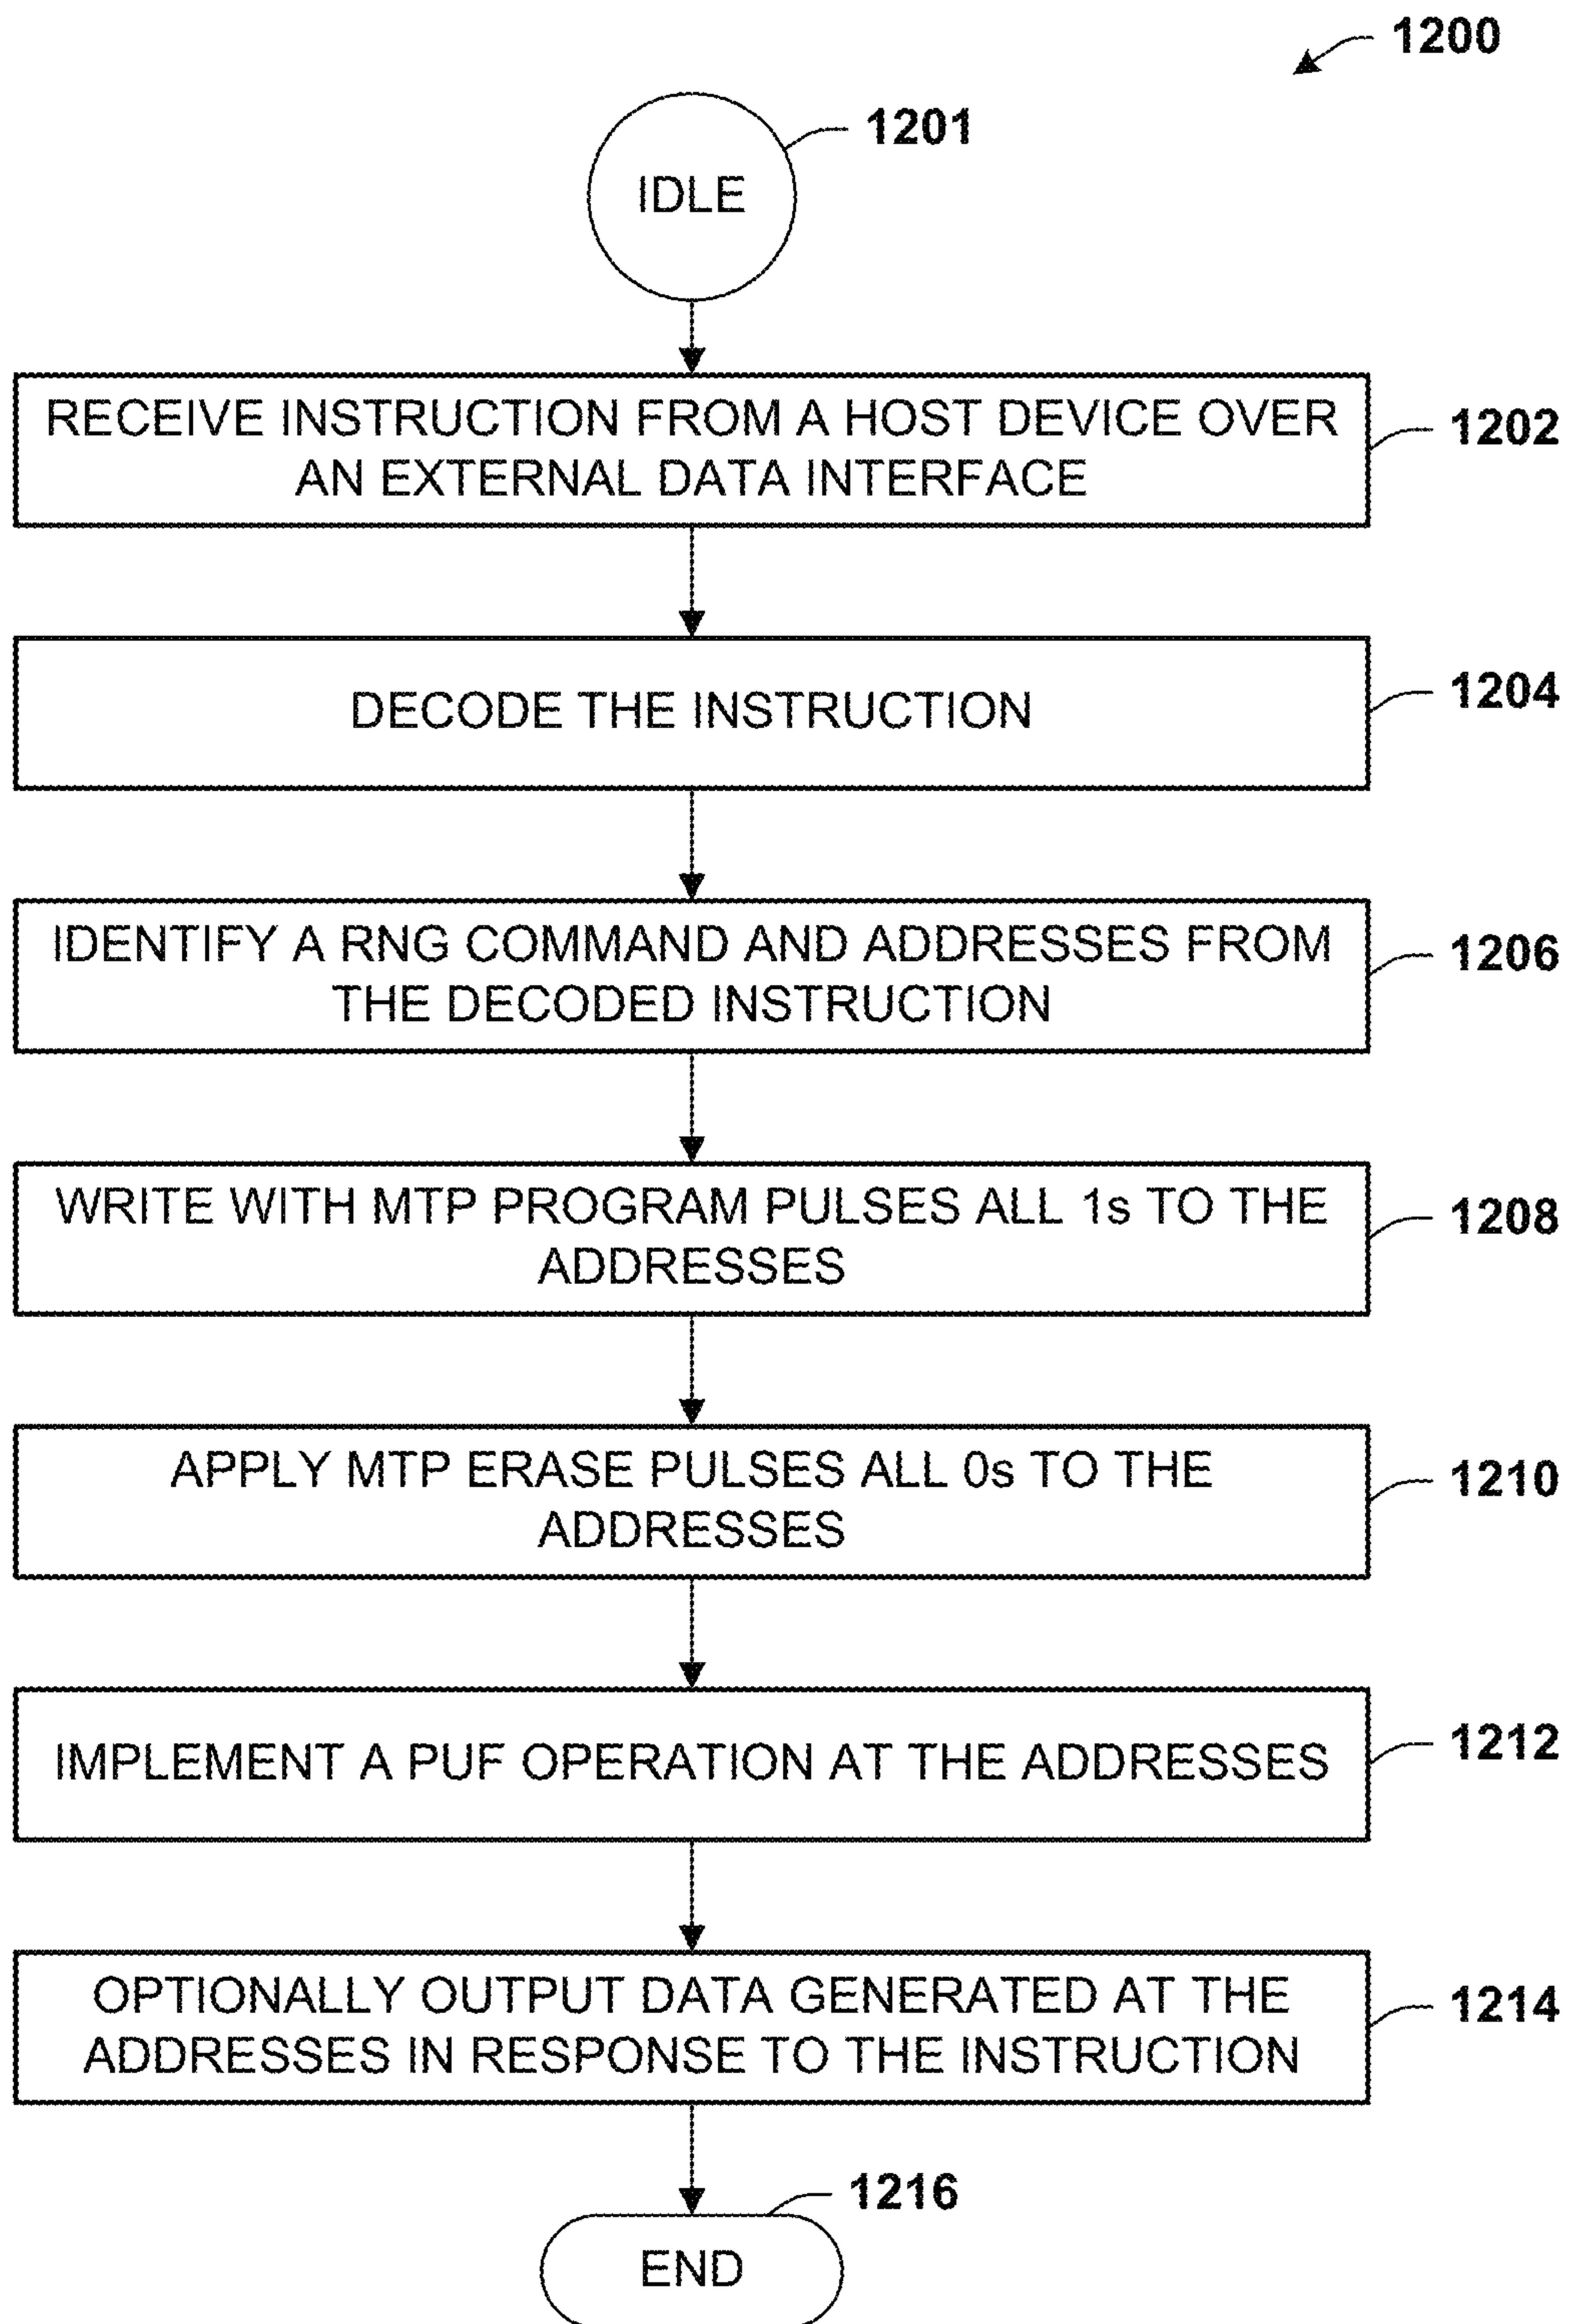 1200
1201
IDLE
RECEIVE INSTRUCTION FROM A HOST DEVICE OVER
AN EXTERNAL DATA INTERFACE
1202
DECODE THE INSTRUCTION
1204
IDENTIFY A RNG COMMAND AND ADDRESSES FROM
THE DECODED INSTRUCTION
1206
WRITE WITH MTP PROGRAM PULSES ALL 1s TO THE
ADDRESSES
1208
APPLY MTP ERASE PULSES ALL 0s TO THE
ADDRESSES
1210
IMPLEMENT A PUF OPERATION AT THE ADDRESSES
1212
OPTIONALLY OUTPUT DATA GENERATED AT THE
ADDRESSES IN RESPONSE TO THE INSTRUCTION
1214
1216
END